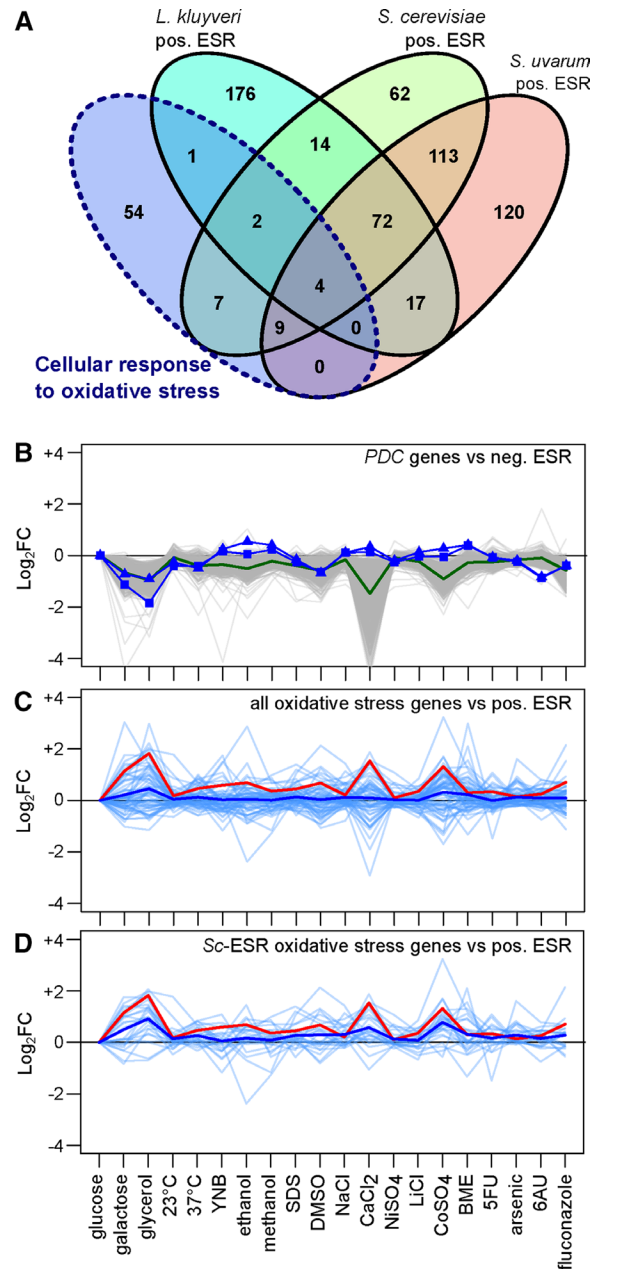 A
L. kluyveri
pos. ESR
S. cerevisiae
pos. ESR
S. uvarum
pos. ESR
176
62
1
14
113
54
2
72
120
7
4
17
9
0
0
Cellular response
to oxidative stress
B
PDC genes vs neg. ESR
+4
+2
0
-2
-4
Log2FC
C
all oxidative stress genes vs pos. ESR
+4
+2
0
-2
-4
Log2FC
D
Sc-ESR oxidative stress genes vs pos. ESR
+4
+2
0
-2
-4
Log2FC
glucose
galactose
glycerol
23°C
37°C
YNB
ethanol
methanol
SDS
DMSO
NaCl
CaCl2
NiSO4
LiCl
CoSO4
BME
5FU
arsenic
6AU
fluconazole